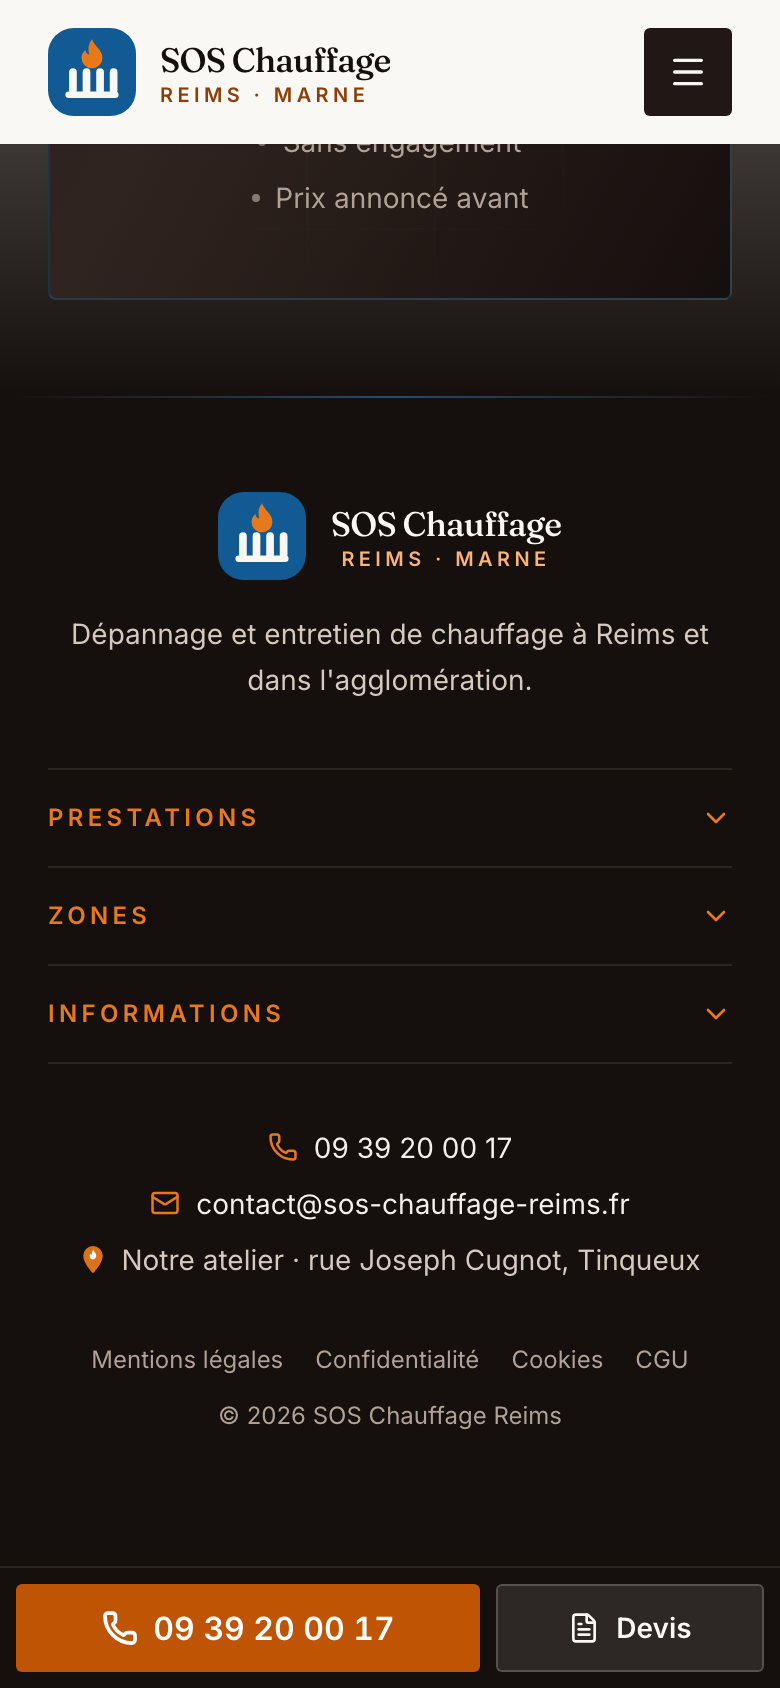 SOS Chauffage
REIMS · MARNE
• Sans engagement
• Prix annoncé avant
SOS Chauffage
REIMS · MARNE
Dépannage et entretien de chauffage à Reims et
dans l'agglomération.
PRESTATIONS
ZONES
INFORMATIONS
09 39 20 00 17
contact@sos-chauffage-reims.fr
Notre atelier · rue Joseph Cugnot, Tinqueux
Mentions légales Confidentialité Cookies CGU
© 2026 SOS Chauffage Reims
09 39 20 00 17
Devis